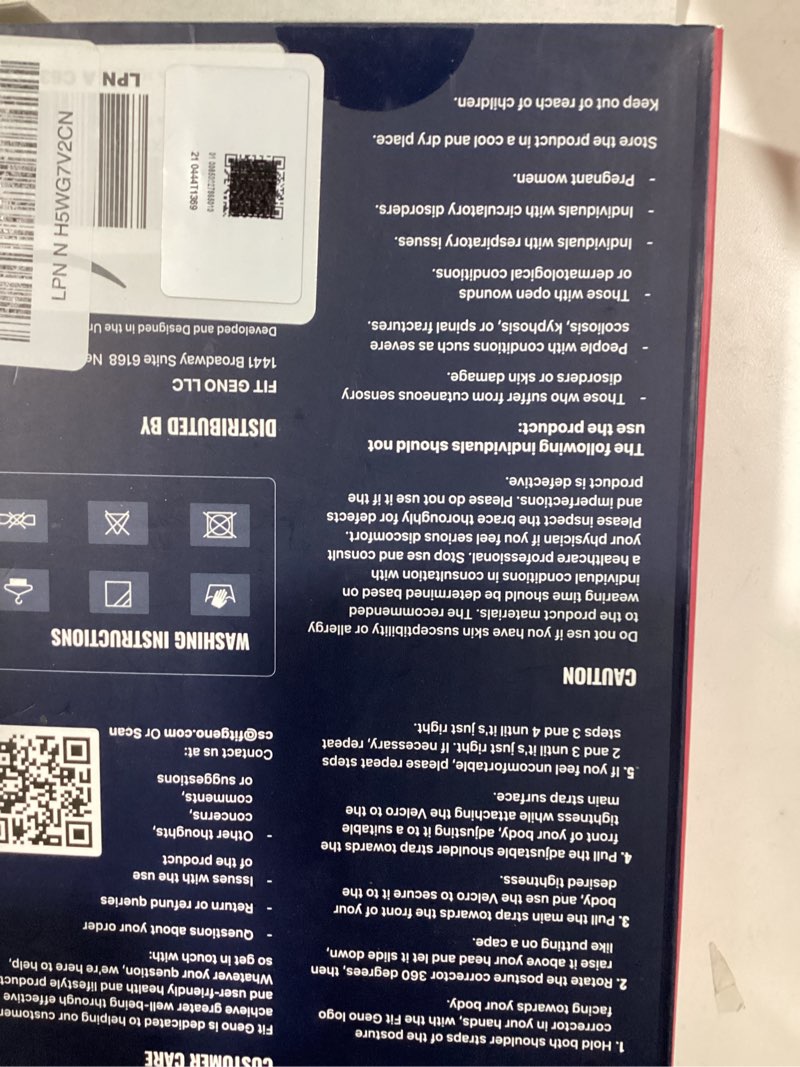 1. Hold both shoulder straps of the posture
corrector in your hands, with the Fit Geno logo
facing towards your body.
2. Rotate the posture corrector 360 degrees, then
raise it above your head and let it slide down,
like putting on a cape.
3. Pull the main strap towards the front of your
body, and use the Velcro to secure it to the
desired tightness.
4. Pull the adjustable shoulder strap towards the
front of your body, adjusting it to a suitable
tightness while attaching the Velcro to the
main strap surface.
5. If you feel uncomfortable, please repeat steps
2 and 3 until it's just right. If necessary, repeat
steps 3 and 4 until it's just right.
CAUTION
Do not use if you have skin susceptibility or allergy
to the product materials. The recommended
wearing time should be determined based on
individual conditions in consultation with
a healthcare professional. Stop use and consult
your physician if you feel serious discomfort.
Please inspect the brace thoroughly for defects
and imperfections. Please do not use it if the
product is defective.
The following individuals should not
use the product:
- Those who suffer from cutaneous sensory
disorders or skin damage.
- People with conditions such as severe
scoliosis, kyphosis, or spinal fractures.
- Those with open wounds
or dermatological conditions.
- Individuals with respiratory issues.
- Individuals with circulatory disorders.
- Pregnant women.
Store the product in a cool and dry place.
Keep out of reach of children.
CUSTOMER CARE
Fit Geno is dedicated to helping our customer
achieve greater well-being through effective
and user-friendly health and lifestyle product
Whatever your question, we're here to help,
so get in touch with:
- Questions about your order
- Return or refund queries
- Issues with the use
of the product
- Other thoughts,
concerns,
comments,
or suggestions
Contact us at:
cs@fitgeno.com Or Scan
WASHING INSTRUCTIONS
DISTRIBUTED BY
FIT GENO LLC
1441 Broadway Suite 6168 Ne
Developed and Designed in the Un
LPN N H5WG7V2CN
21 044T1369
LPN